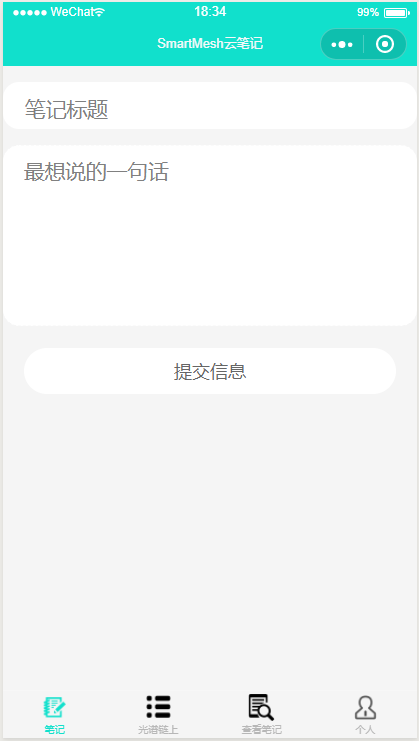 WeChat
18:34
99%
SmartMesh云笔记
笔记标题
最想说的一句话
提交信息
笔记
光谱链上
查看笔记
个人